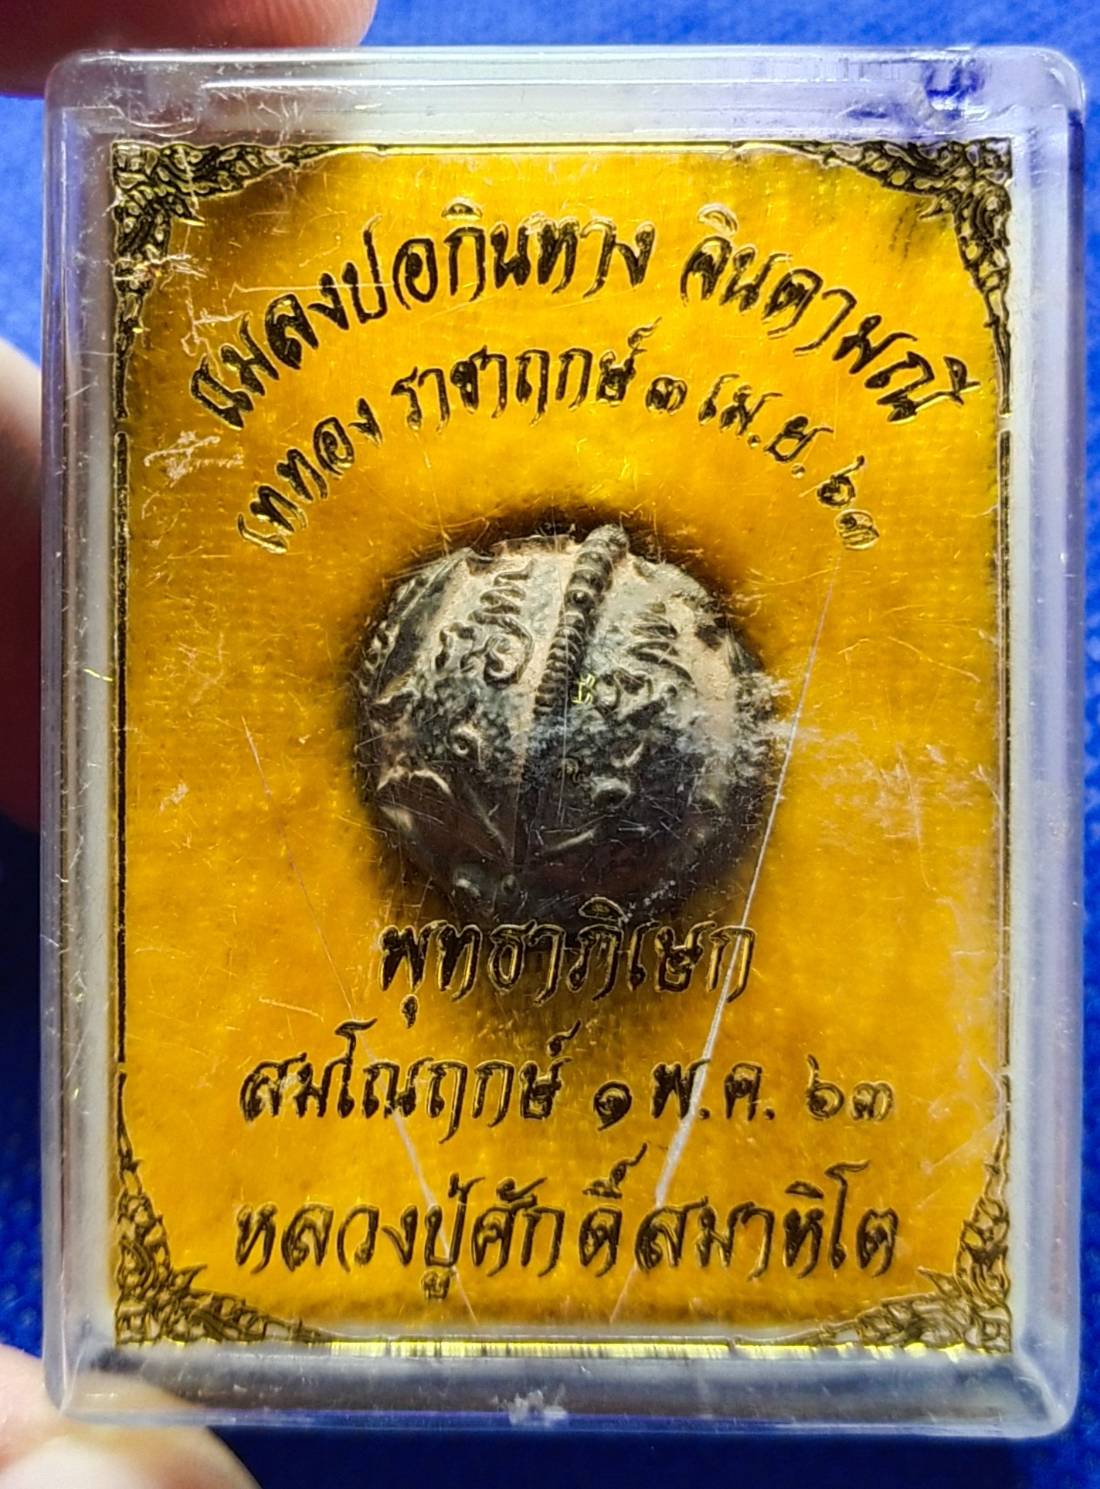 แมลงปอกินทาง จินดามณี
เททอง ราชาฤกษ์ ๓ เม.ย. ๖๓
พุทธาภิเษก
สมโณฤกษ์ ๑ พ.ค. ๖๓
หลวงปู่ศักดิ์ สมาหิโต